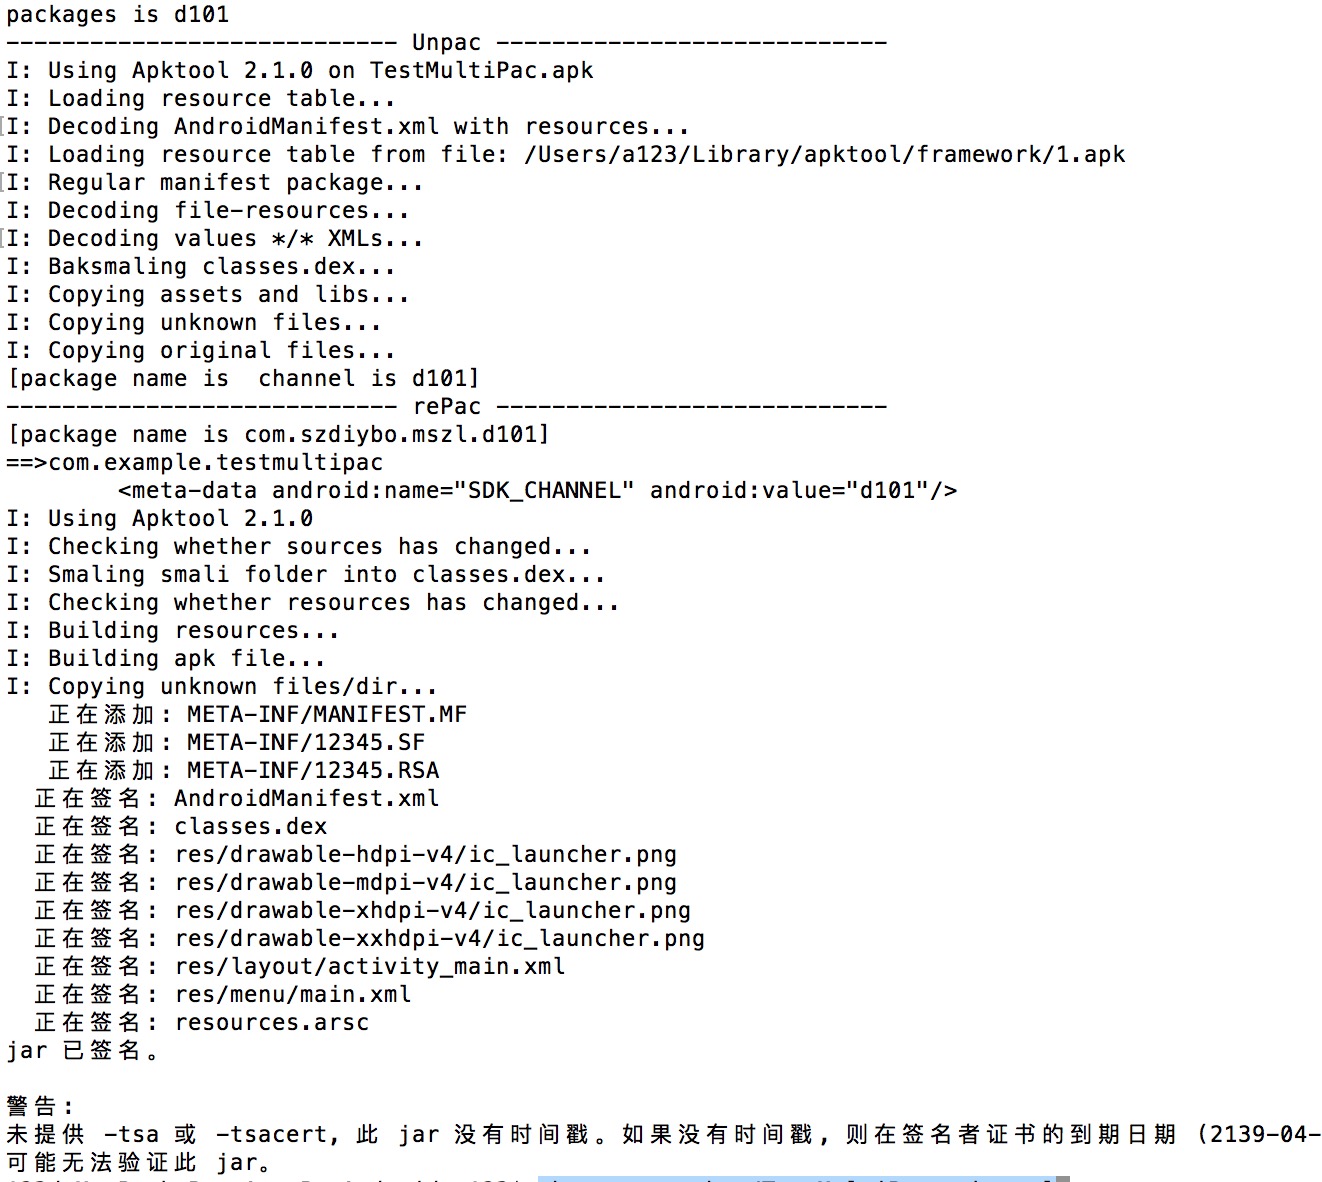 packages is d101
---------------------------- Unpac ----------------------------
I: Using Apktool 2.1.0 on TestMultiPac.apk
I: Loading resource table...
I: Decoding AndroidManifest.xml with resources...
I: Loading resource table from file: /Users/a123/Library/apktool/framework/1.apk
I: Regular manifest package...
I: Decoding file-resources...
I: Decoding values */* XMLs...
I: Baksmaling classes.dex...
I: Copying assets and libs...
I: Copying unknown files...
I: Copying original files...
[package name is  channel is d101]
---------------------------- rePac ----------------------------
[package name is com.szdiybo.mszl.d101]
==>com.example.testmultipac
        <meta-data android:name="SDK_CHANNEL" android:value="d101"/>
I: Using Apktool 2.1.0
I: Checking whether sources has changed...
I: Smaling smali folder into classes.dex...
I: Checking whether resources has changed...
I: Building resources...
I: Building apk file...
I: Copying unknown files/dir...
   正在添加: META-INF/MANIFEST.MF
   正在添加: META-INF/12345.SF
   正在添加: META-INF/12345.RSA
  正在签名: AndroidManifest.xml
  正在签名: classes.dex
  正在签名: res/drawable-hdpi-v4/ic_launcher.png
  正在签名: res/drawable-mdpi-v4/ic_launcher.png
  正在签名: res/drawable-xhdpi-v4/ic_launcher.png
  正在签名: res/drawable-xxhdpi-v4/ic_launcher.png
  正在签名: res/layout/activity_main.xml
  正在签名: res/menu/main.xml
  正在签名: resources.arsc
jar 已签名。
警告:
未提供 -tsa 或 -tsacert, 此 jar 没有时间戳。如果没有时间戳, 则在签名者证书的到期日期 (2139-04-
可能无法验证此 jar。